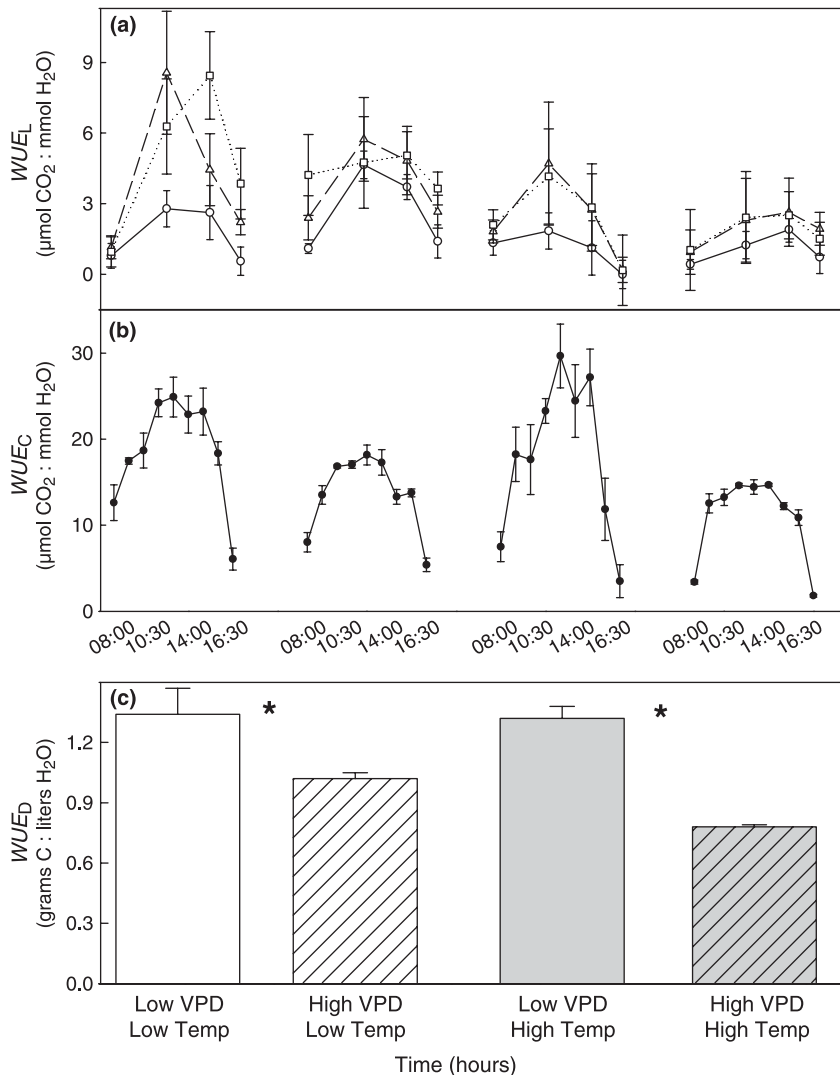 (a)
9
6
3
0
WUE_L
(µmol CO₂ : mmol H₂O)
(b)
30
20
10
0
WUE_C
(µmol CO₂ : mmol H₂O)
08:00 10:30 14:00 16:30 08:00 10:30 14:00 16:30 08:00 10:30 14:00 16:30 08:00 10:30 14:00 16:30
(c)
* *
1.2
0.9
0.6
0.3
0.0
WUE_D
(grams C : liters H₂O)
Low VPD High VPD Low VPD High VPD
Low Temp Low Temp High Temp High Temp
Time (hours)